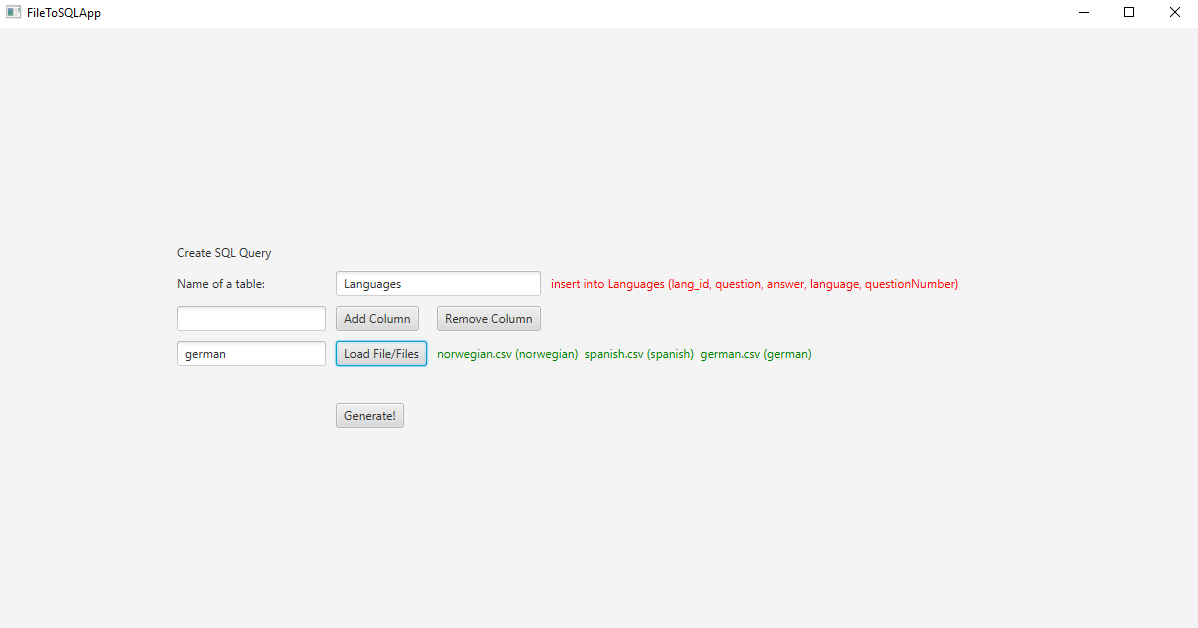 FileToSQLApp
Create SQL Query
Name of a table: Languages insert into Languages (lang_id, question, answer, language, questionNumber)
Add Column Remove Column
german Load File/Files norwegian.csv (norwegian) spanish.csv (spanish) german.csv (german)
Generate!